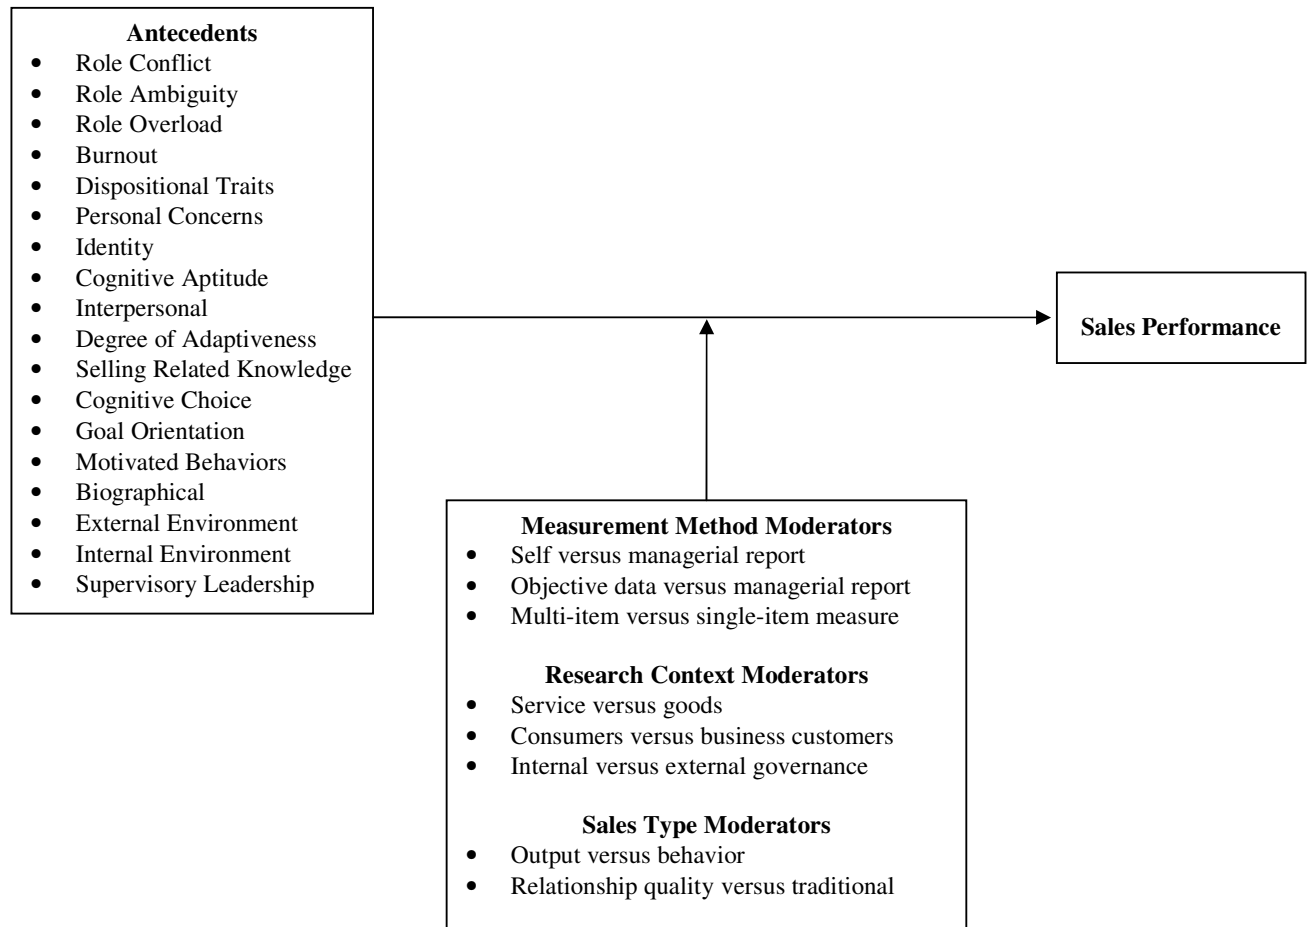 Antecedents
• Role Conflict
• Role Ambiguity
• Role Overload
• Burnout
• Dispositional Traits
• Personal Concerns
• Identity
• Cognitive Aptitude
• Interpersonal
• Degree of Adaptiveness
• Selling Related Knowledge
• Cognitive Choice
• Goal Orientation
• Motivated Behaviors
• Biographical
• External Environment
• Internal Environment
• Supervisory Leadership
Sales Performance
Measurement Method Moderators
• Self versus managerial report
• Objective data versus managerial report
• Multi-item versus single-item measure
Research Context Moderators
• Service versus goods
• Consumers versus business customers
• Internal versus external governance
Sales Type Moderators
• Output versus behavior
• Relationship quality versus traditional